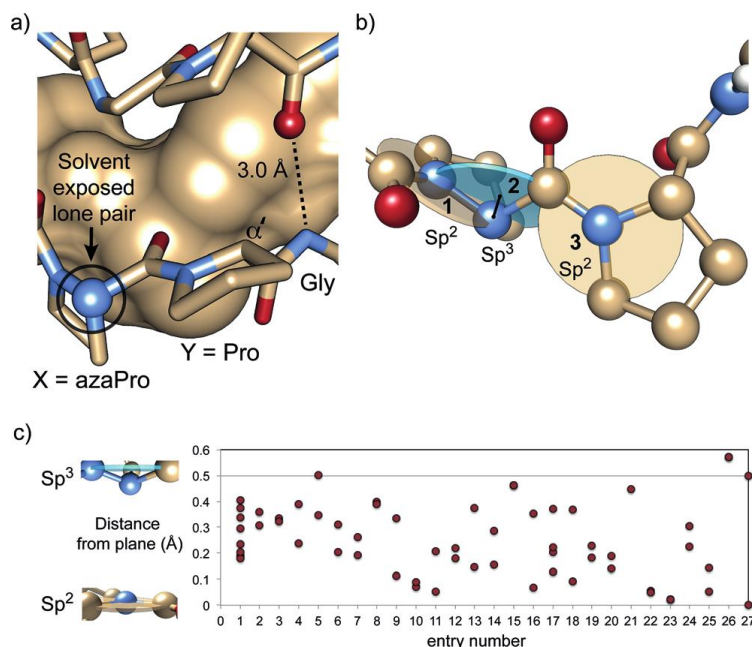 a)
Solvent
exposed
lone pair
3.0 Å
α'
Gly
Y = Pro
X = azaPro
b)
1
2
Sp²
Sp³
3
Sp²
c)
Sp³
Distance
from plane (Å)
Sp²
0.6
0.5
0.4
0.3
0.2
0.1
0
0 1 2 3 4 5 6 7 8 9 10 11 12 13 14 15 16 17 18 19 20 21 22 23 24 25 26 27
entry number